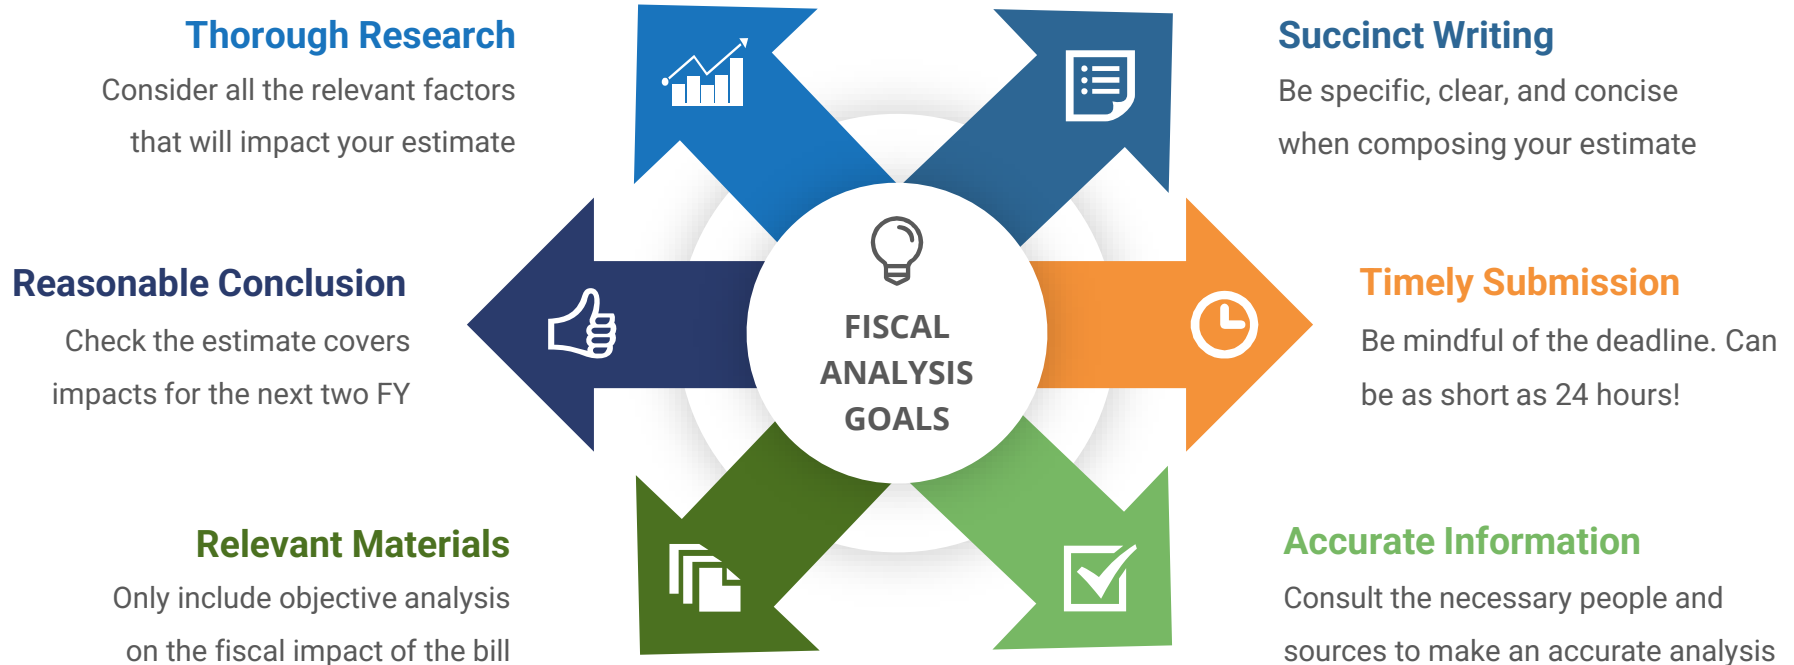 Thorough Research
Consider all the relevant factors
that will impact your estimate
Succinct Writing
Be specific, clear, and concise
when composing your estimate
Reasonable Conclusion
Check the estimate covers
impacts for the next two FY
FISCAL
ANALYSIS
GOALS
Timely Submission
Be mindful of the deadline. Can
be as short as 24 hours!
Relevant Materials
Only include objective analysis
on the fiscal impact of the bill
Accurate Information
Consult the necessary people and
sources to make an accurate analysis